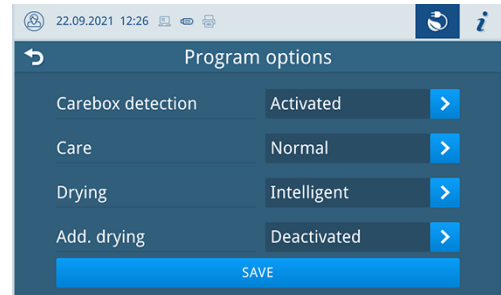 22.09.2021 12:26
i
Program options
Carebox detection Activated
Care Normal
Drying Intelligent
Add. drying Deactivated
SAVE